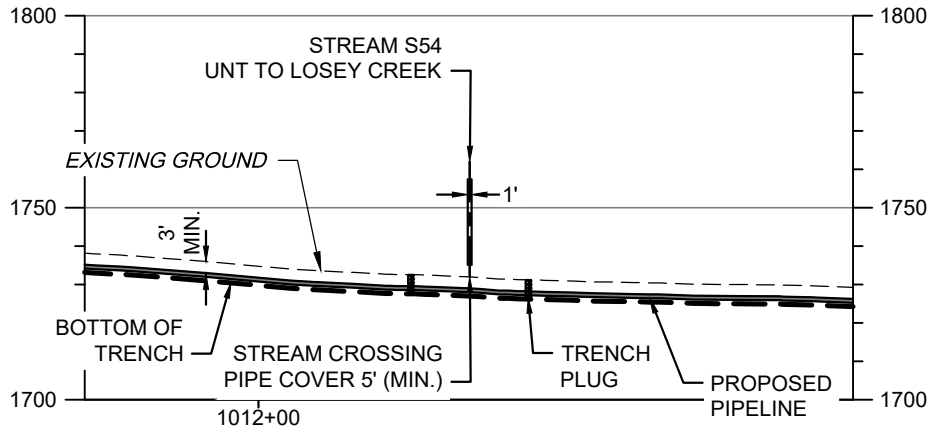 1800
1800
STREAM S54
UNT TO LOSEY CREEK
EXISTING GROUND
1750
1'
1750
3'
MIN.
BOTTOM OF
TRENCH
STREAM CROSSING
PIPE COVER 5' (MIN.)
TRENCH
PLUG
PROPOSED
PIPELINE
1700
1700
1012+00